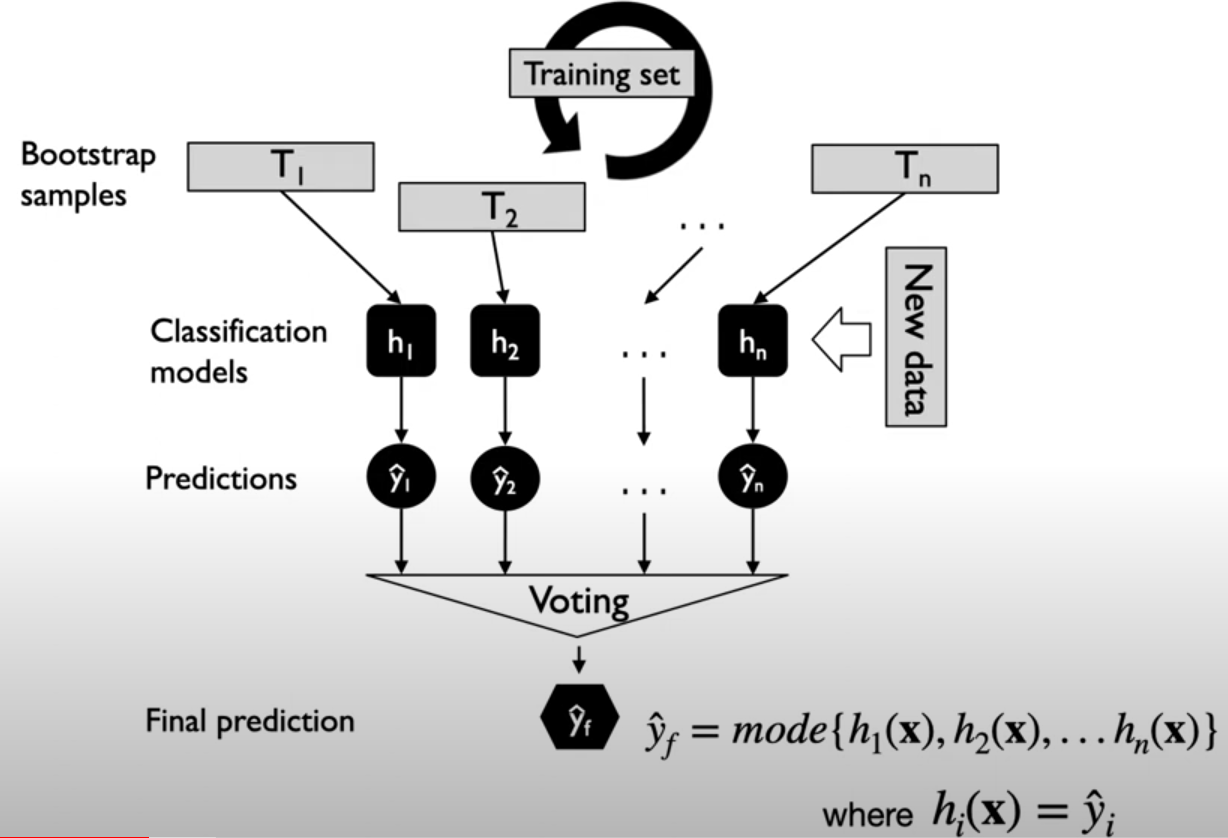 Training set
Bootstrap
samples
T₁
T₂
. . .
Tₙ
New data
Classification
models
h₁
h₂
. . .
hₙ
Predictions
ŷ₁
ŷ₂
. . .
ŷₙ
Voting
Final prediction
ŷf
ŷf = mode{h₁(x), h₂(x), . . . hₙ(x)}
where hᵢ(x) = ŷᵢ